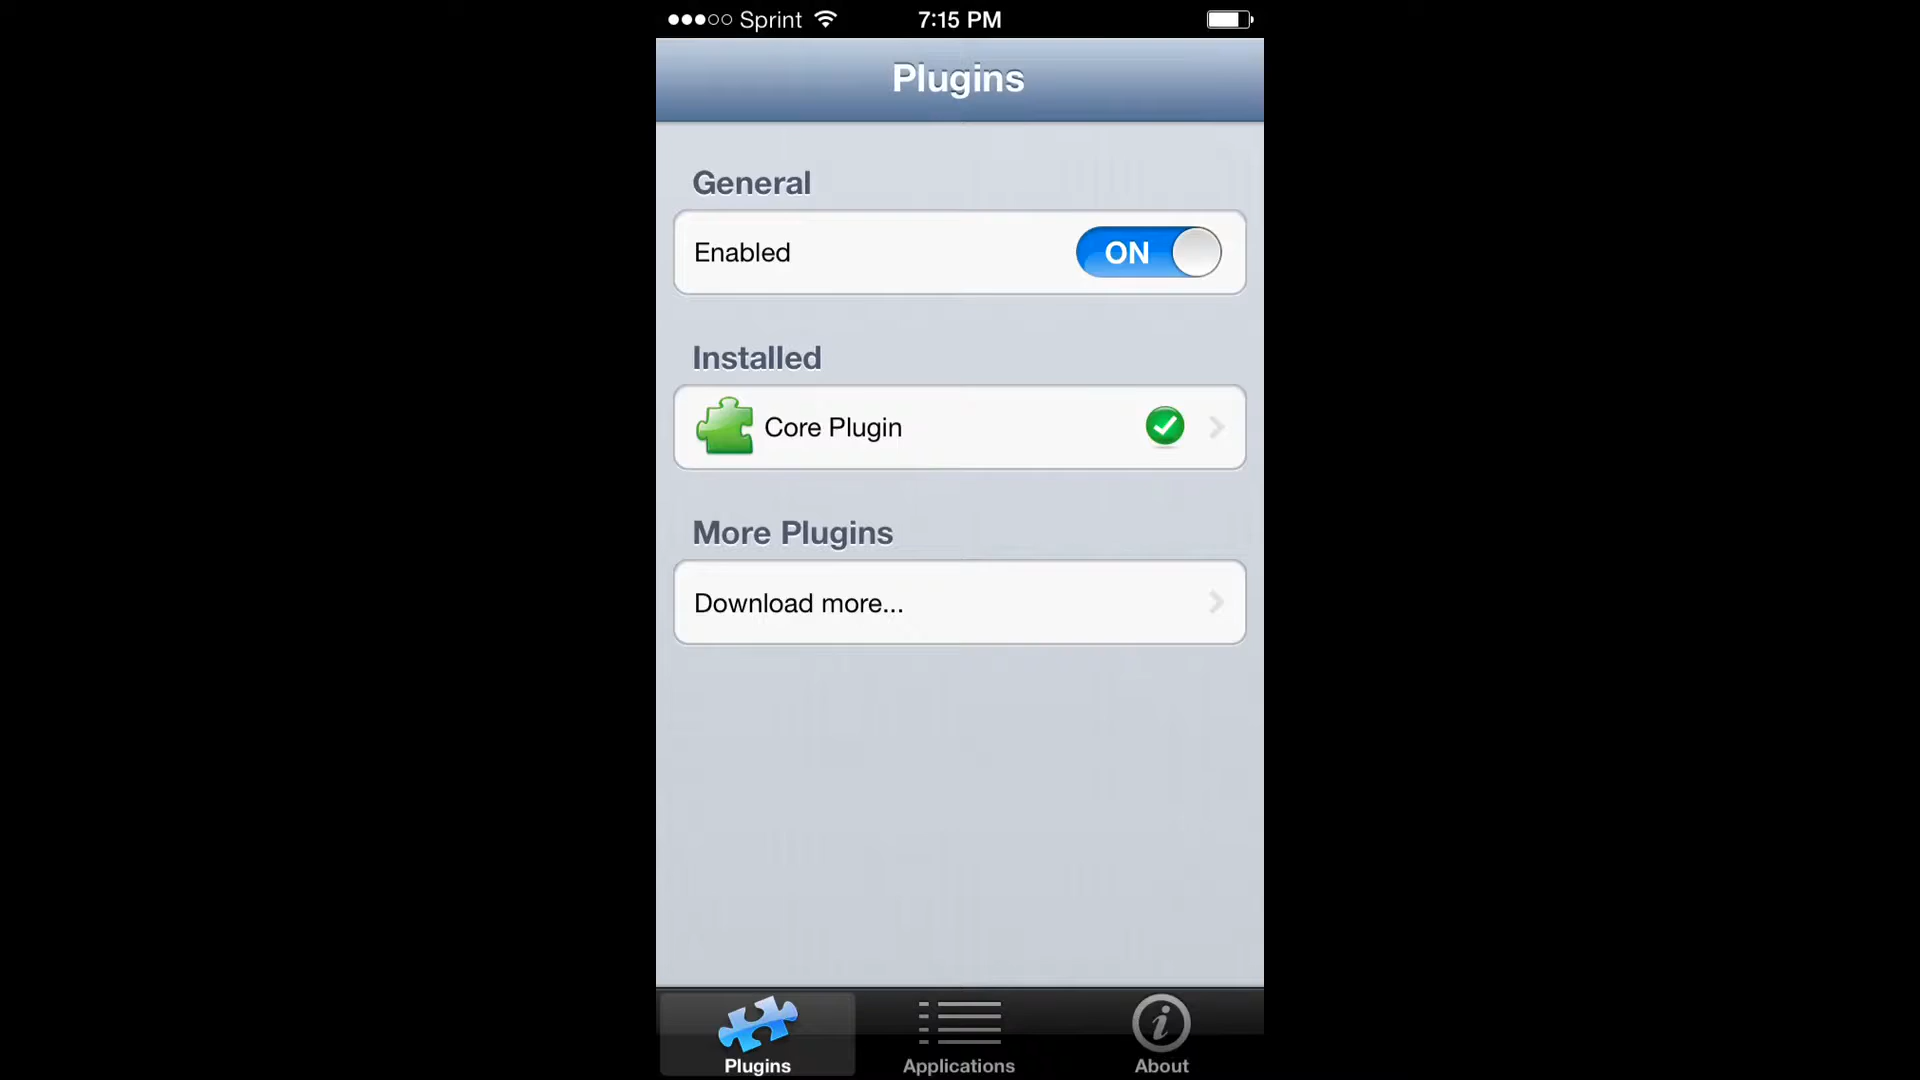 Sprint 7:15 PM
Plugins
General
Enabled ON
Installed
Core Plugin
More Plugins
Download more...
Plugins Applications About